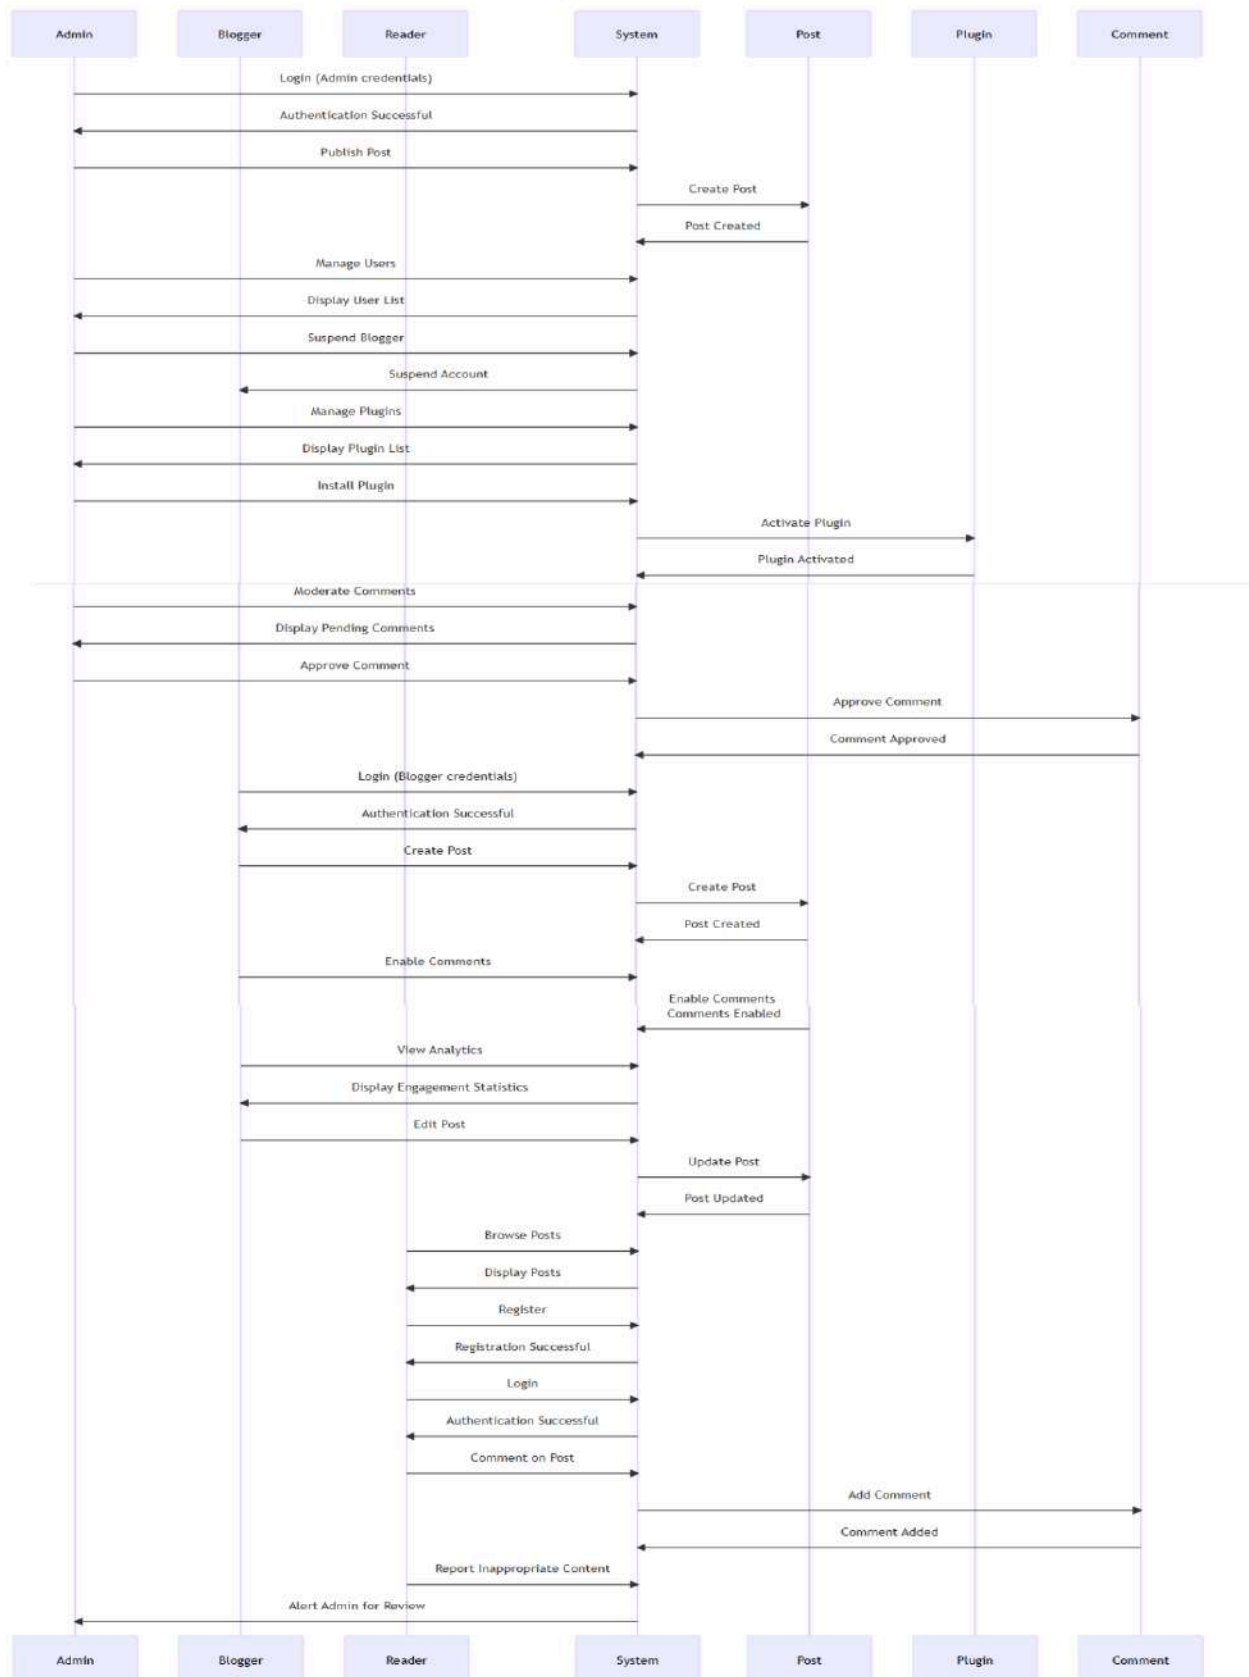 Admin
Blogger
Reader
System
Post
Plugin
Comment
Login (Admin credentials)
Authentication Successful
Publish Post
Create Post
Post Created
Manage Users
Display User List
Suspend Blogger
Suspend Account
Manage Plugins
Display Plugin List
Install Plugin
Activate Plugin
Plugin Activated
Moderate Comments
Display Pending Comments
Approve Comment
Approve Comment
Comment Approved
Login (Blogger credentials)
Authentication Successful
Create Post
Create Post
Post Created
Enable Comments
Enable Comments
Comments Enabled
View Analytics
Display Engagement Statistics
Edit Post
Update Post
Post Updated
Browse Posts
Display Posts
Register
Registration Successful
Login
Authentication Successful
Comment on Post
Add Comment
Comment Added
Report Inappropriate Content
Alert Admin for Review
Admin
Blogger
Reader
System
Post
Plugin
Comment